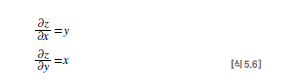 ∂z/∂x = y
∂z/∂y = x [식 5.6]